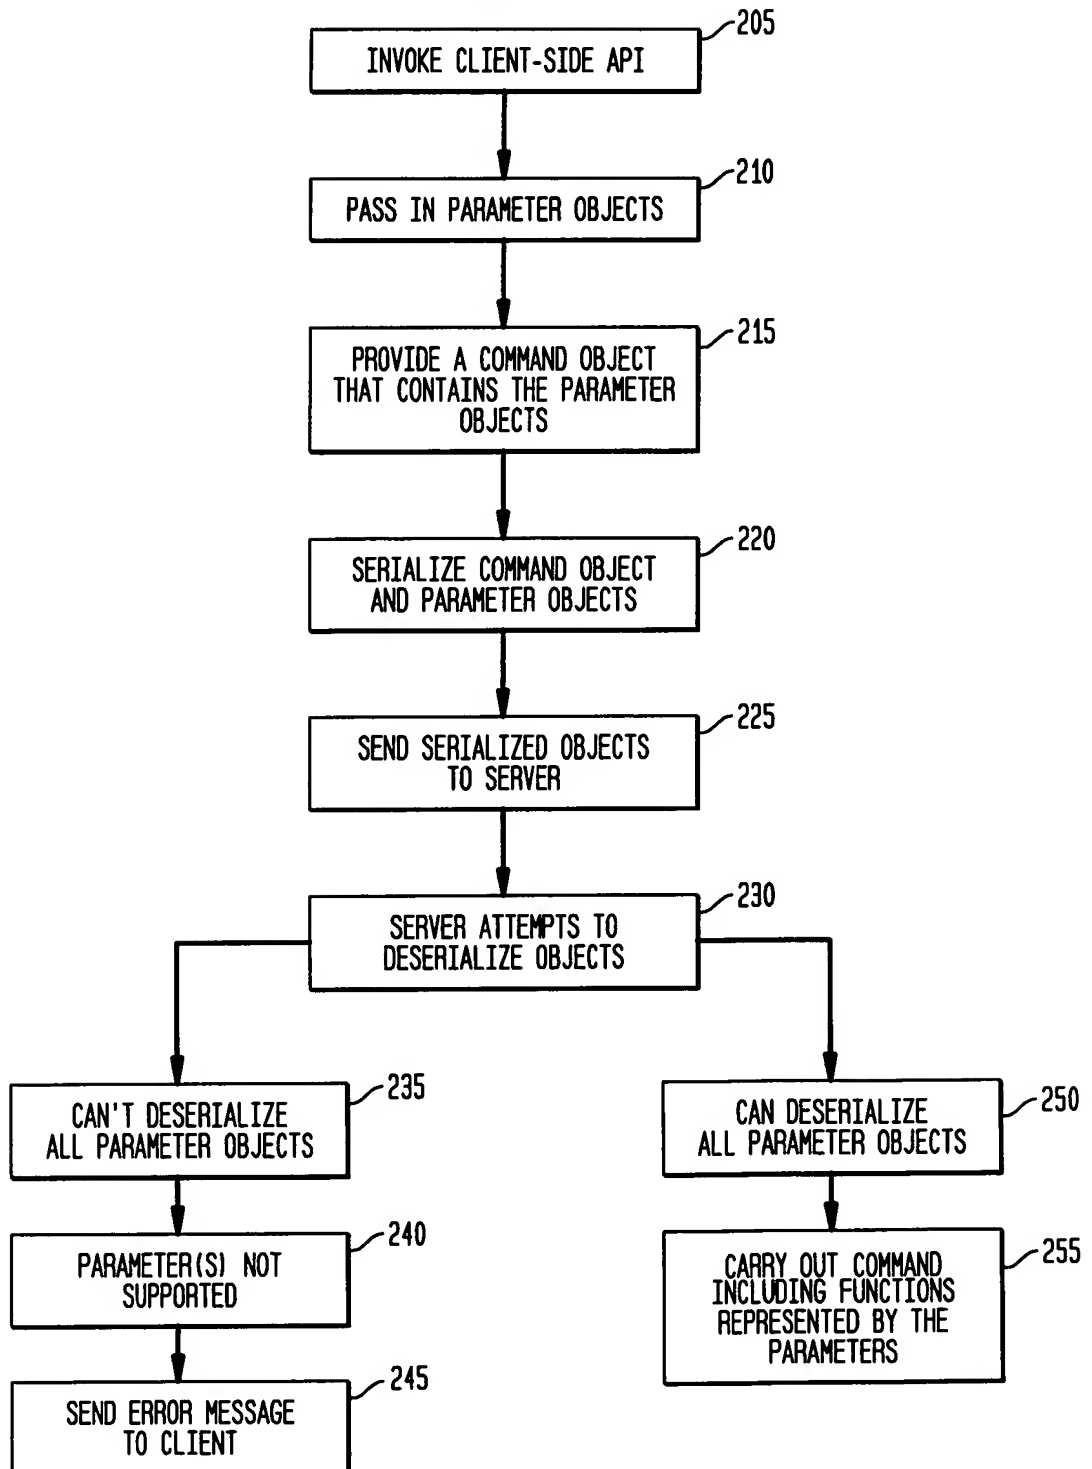 205
INVOKE CLIENT-SIDE API
210
PASS IN PARAMETER OBJECTS
215
PROVIDE A COMMAND OBJECT
THAT CONTAINS THE PARAMETER
OBJECTS
220
SERIALIZE COMMAND OBJECT
AND PARAMETER OBJECTS
225
SEND SERIALIZED OBJECTS
TO SERVER
230
SERVER ATTEMPTS TO
DESERIALIZE OBJECTS
235
CAN'T DESERIALIZE
ALL PARAMETER OBJECTS
240
PARAMETER(S) NOT
SUPPORTED
245
SEND ERROR MESSAGE
TO CLIENT
250
CAN DESERIALIZE
ALL PARAMETER OBJECTS
255
CARRY OUT COMMAND
INCLUDING FUNCTIONS
REPRESENTED BY THE
PARAMETERS